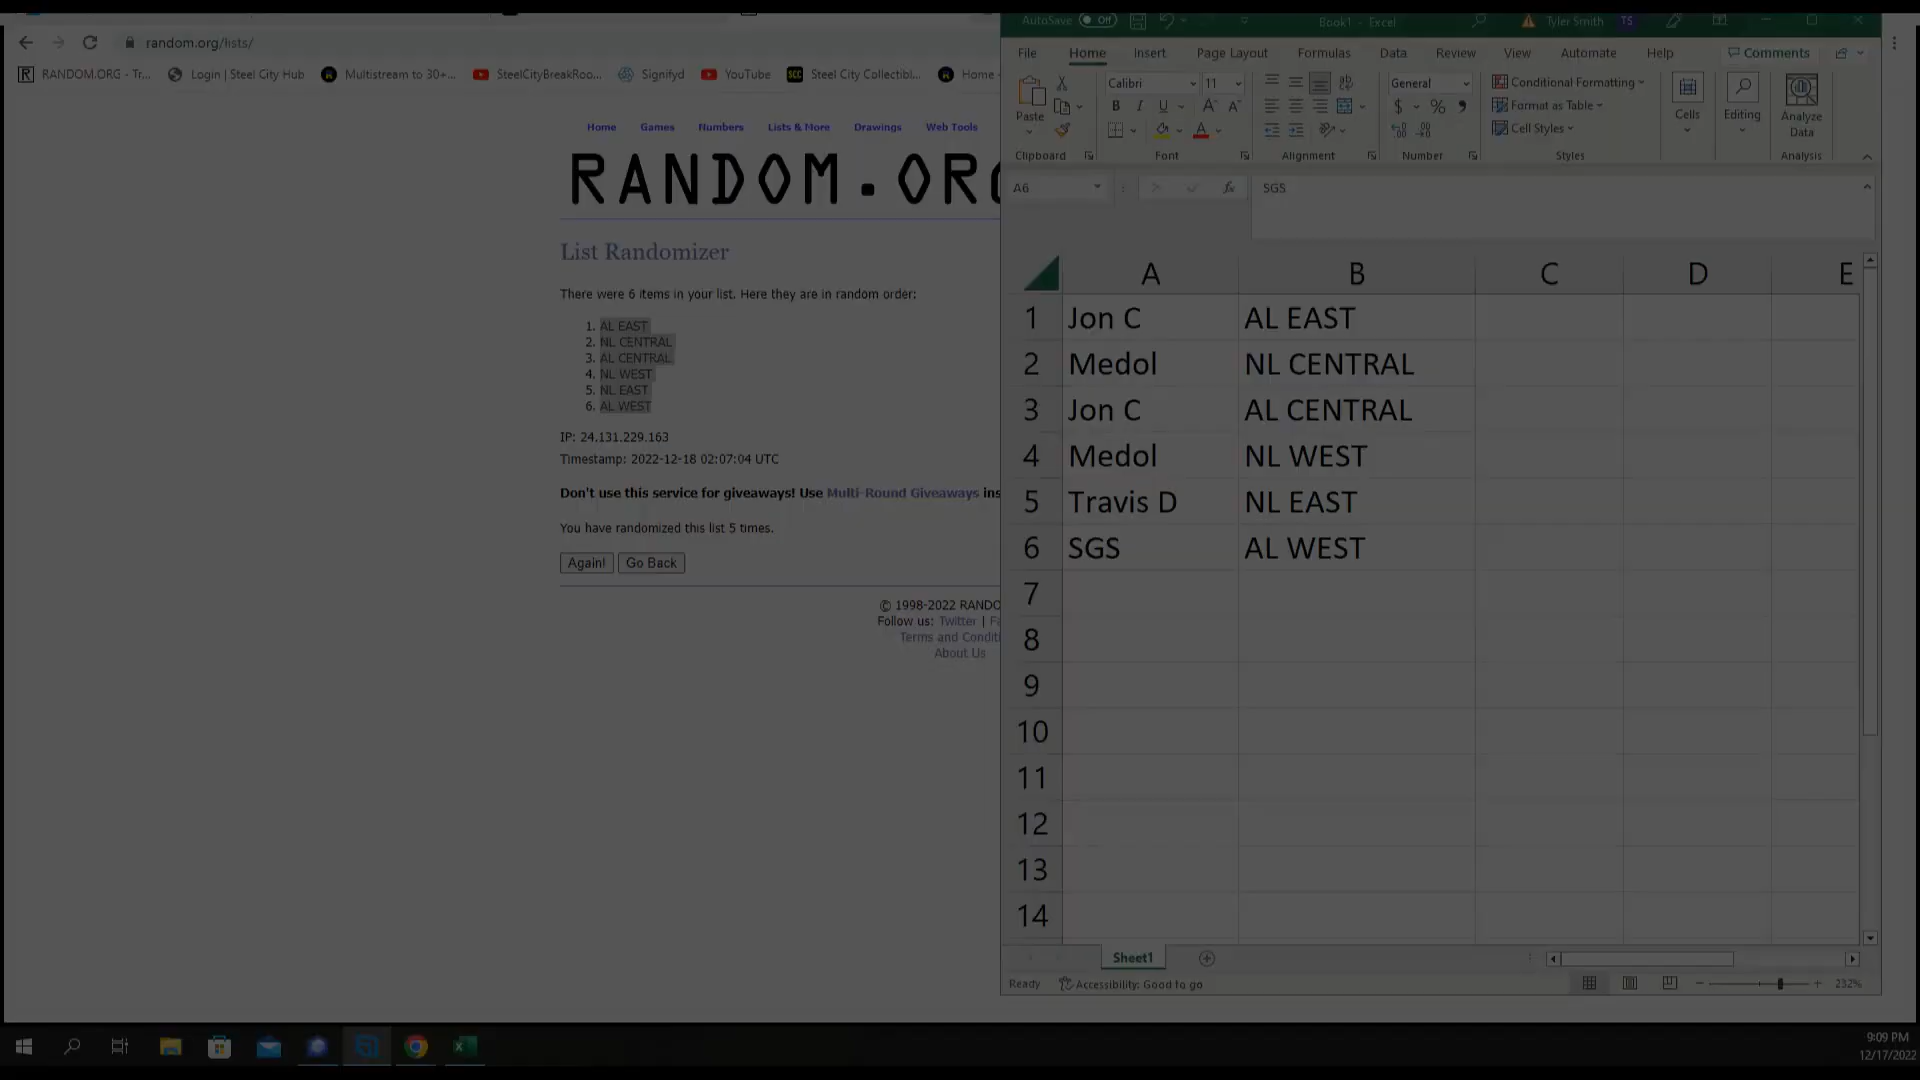 random.org/lists/
RANDOM.ORG - Tr...
Login | Steel City Hub
Multistream to 30+...
SteelCityBreakRoo...
Signifyd
YouTube
Steel City Collectibl...
Home -
Home
Games
Numbers
Lists & More
Drawings
Web Tools
RANDOM.ORG
List Randomizer
There were 6 items in your list. Here they are in random order:
1. AL EAST
2. NL CENTRAL
3. AL CENTRAL
4. NL WEST
5. NL EAST
6. AL WEST
IP: 24.131.229.163
Timestamp: 2022-12-18 02:07:04 UTC
Don't use this service for giveaways! Use Multi-Round Giveaways ins
You have randomized this list 5 times.
Again!
Go Back
© 1998-2022 RANDO
Follow us: Twitter | Fa
Terms and Conditi
About Us
AutoSave
Off
Book1 - Excel
Tyler Smith
TS
File
Home
Insert
Page Layout
Formulas
Data
Review
View
Automate
Help
Comments
Paste
Calibri
11
B I U
General
$ % 9
Conditional Formatting
Format as Table
Cell Styles
Cells
Editing
Analyze
Data
Clipboard
Font
Alignment
Number
Styles
Analysis
A6
fx
SGS
A B C D E
1 Jon C AL EAST
2 Medol NL CENTRAL
3 Jon C AL CENTRAL
4 Medol NL WEST
5 Travis D NL EAST
6 SGS AL WEST
7
8
9
10
11
12
13
14
Sheet1
Ready
Accessibility: Good to go
232%
9:09 PM
12/17/2022